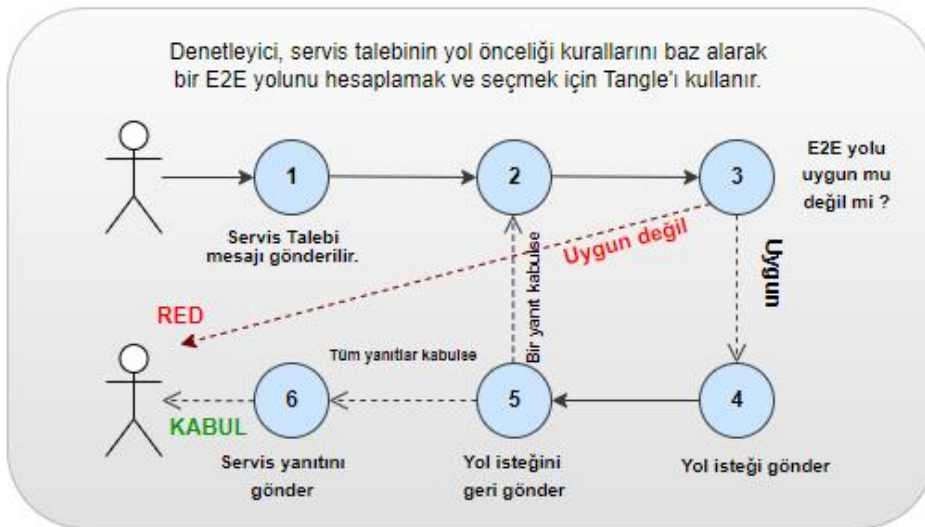 Denetleyici, servis talebinin yol önceliği kurallarını baz alarak
bir E2E yolunu hesaplamak ve seçmek için Tangle'ı kullanır.
1
2
3
E2E yolu
uygun mu
değil mi ?
Servis Talebi
mesajı gönderilir.
Uygun değil
Uygun
Bir yanıt kabulse
RED
Tüm yanıtlar kabulse
6
5
4
KABUL
Servis yanıtını
gönder
Yol isteğini
geri gönder
Yol isteği gönder